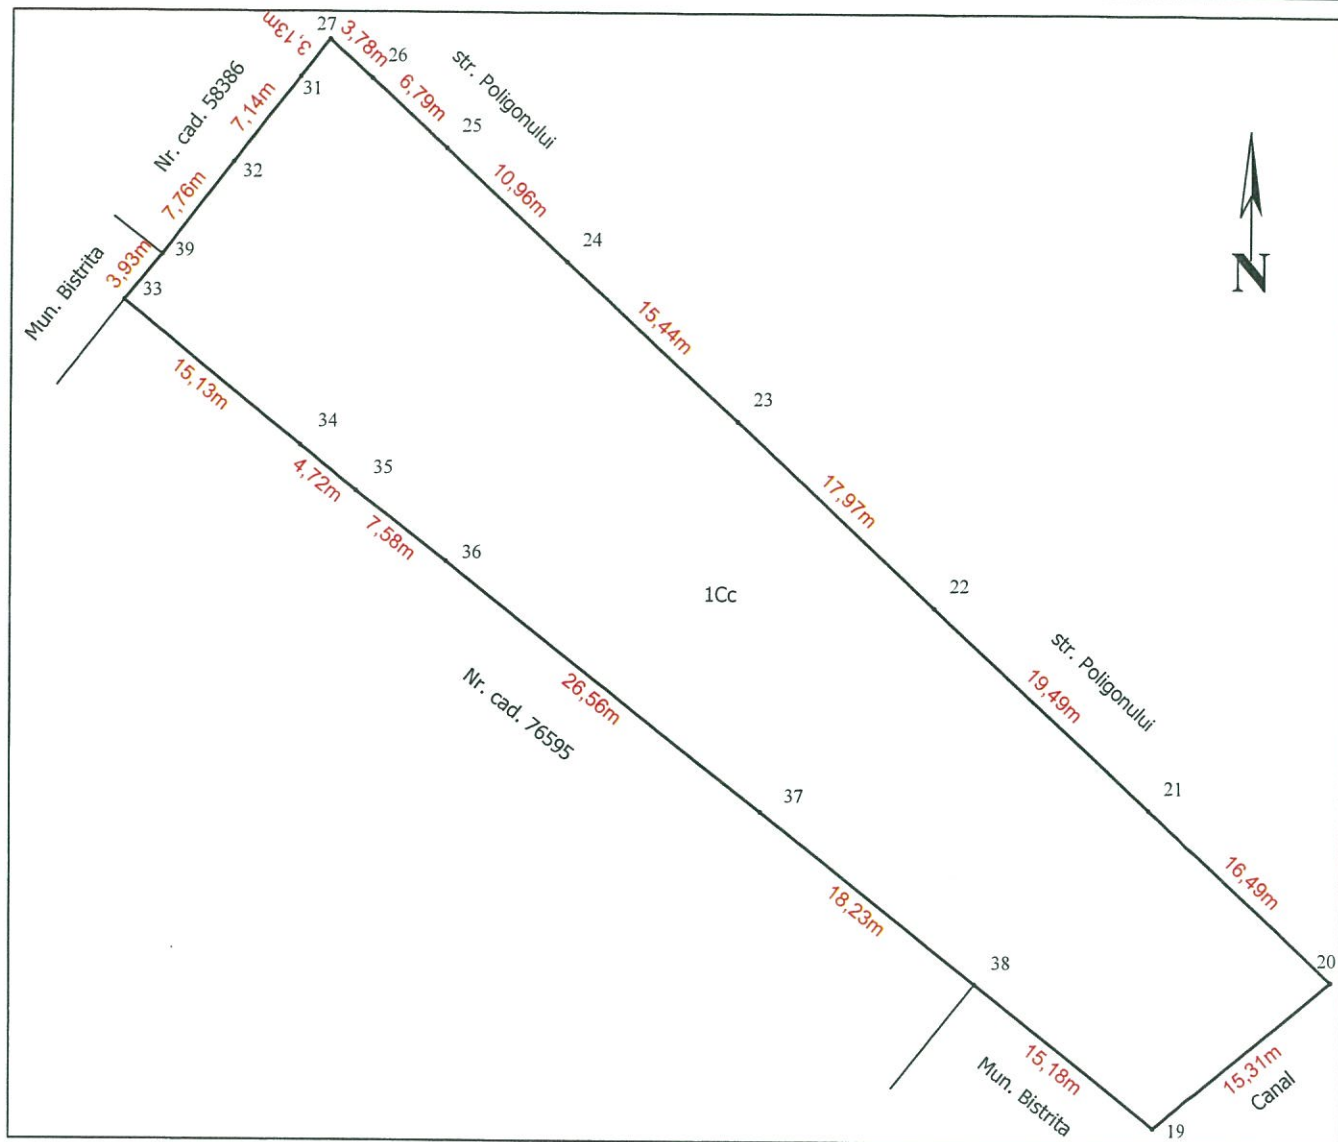 27
3,13m
3,78m
26
str. Poligonului
6,79m
31
Nr. cad. 58386
7,14m
25
32
10,96m
7,76m
24
39
Mun. Bistrita
3,93m
33
N
15,44m
15,13m
23
34
35
4,72m
17,97m
7,58m
36
1Cc
22
str. Poligonului
19,49m
Nr. cad. 76595
26,56m
37
21
16,49m
18,23m
38
20
15,18m
Mun. Bistrita
15,31m
Canal
19